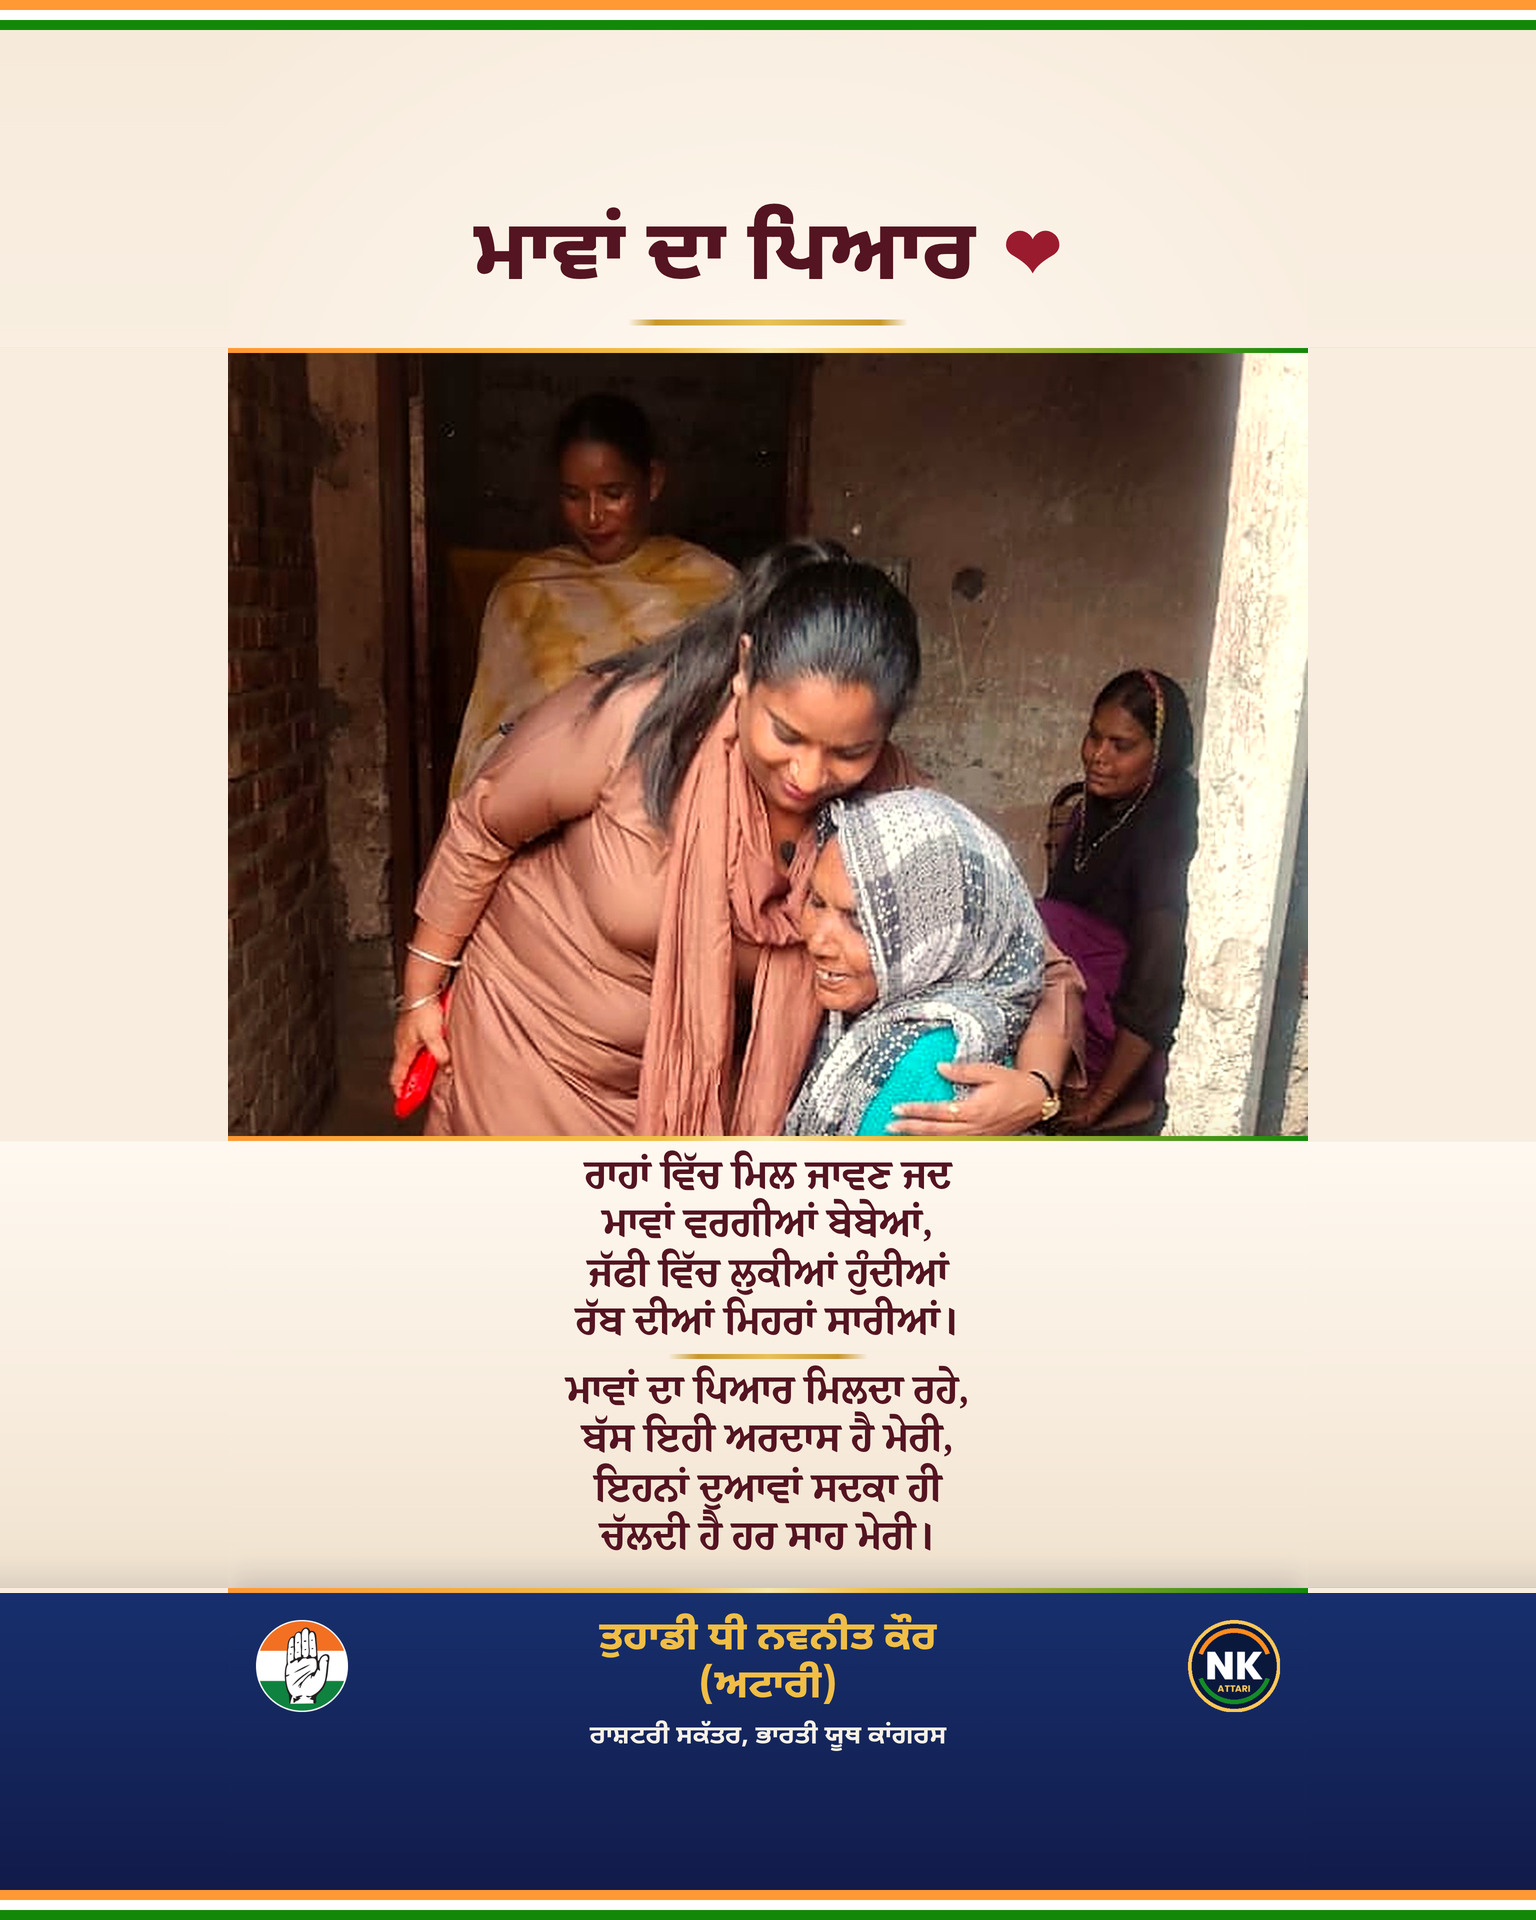 ਮਾਵਾਂ ਦਾ ਪਿਆਰ ❤
ਰਾਹਾਂ ਵਿੱਚ ਮਿਲ ਜਾਵਣ ਜਦ
ਮਾਵਾਂ ਵਰਗੀਆਂ ਬੇਬੇਆਂ,
ਜੱਫੀ ਵਿੱਚ ਲੁਕੀਆਂ ਹੁੰਦੀਆਂ
ਰੱਬ ਦੀਆਂ ਮਿਹਰਾਂ ਸਾਰੀਆਂ।
ਮਾਵਾਂ ਦਾ ਪਿਆਰ ਮਿਲਦਾ ਰਹੇ,
ਬੱਸ ਇਹੀ ਅਰਦਾਸ ਹੈ ਮੇਰੀ,
ਇਹਨਾਂ ਦੁਆਵਾਂ ਸਦਕਾ ਹੀ
ਚੱਲਦੀ ਹੈ ਹਰ ਸਾਹ ਮੇਰੀ।
ਤੁਹਾਡੀ ਧੀ ਨਵਨੀਤ ਕੌਰ
(ਅਟਾਰੀ)
ਰਾਸ਼ਟਰੀ ਸਕੱਤਰ, ਭਾਰਤੀ ਯੂਥ ਕਾਂਗਰਸ
NK
ATTARI